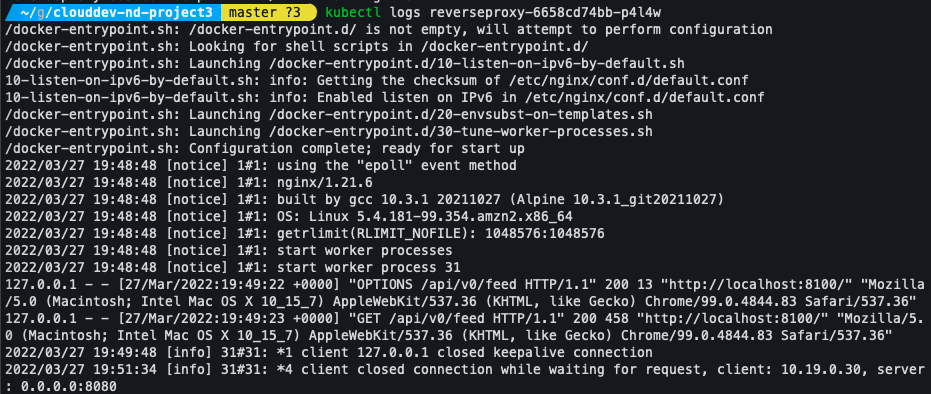 ~/g/clouddev-nd-project3 master ?3 kubectl logs reverseproxy-6658cd74bb-p4l4w
/docker-entrypoint.sh: /docker-entrypoint.d/ is not empty, will attempt to perform configuration
/docker-entrypoint.sh: Looking for shell scripts in /docker-entrypoint.d/
/docker-entrypoint.sh: Launching /docker-entrypoint.d/10-listen-on-ipv6-by-default.sh
10-listen-on-ipv6-by-default.sh: info: Getting the checksum of /etc/nginx/conf.d/default.conf
10-listen-on-ipv6-by-default.sh: info: Enabled listen on IPv6 in /etc/nginx/conf.d/default.conf
/docker-entrypoint.sh: Launching /docker-entrypoint.d/20-envsubst-on-templates.sh
/docker-entrypoint.sh: Launching /docker-entrypoint.d/30-tune-worker-processes.sh
/docker-entrypoint.sh: Configuration complete; ready for start up
2022/03/27 19:48:48 [notice] 1#1: using the "epoll" event method
2022/03/27 19:48:48 [notice] 1#1: nginx/1.21.6
2022/03/27 19:48:48 [notice] 1#1: built by gcc 10.3.1 20211027 (Alpine 10.3.1_git20211027)
2022/03/27 19:48:48 [notice] 1#1: OS: Linux 5.4.181-99.354.amzn2.x86_64
2022/03/27 19:48:48 [notice] 1#1: getrlimit(RLIMIT_NOFILE): 1048576:1048576
2022/03/27 19:48:48 [notice] 1#1: start worker processes
2022/03/27 19:48:48 [notice] 1#1: start worker process 31
127.0.0.1 - - [27/Mar/2022:19:49:22 +0000] "OPTIONS /api/v0/feed HTTP/1.1" 200 13 "http://localhost:8100/" "Mozilla
/5.0 (Macintosh; Intel Mac OS X 10_15_7) AppleWebKit/537.36 (KHTML, like Gecko) Chrome/99.0.4844.83 Safari/537.36"
127.0.0.1 - - [27/Mar/2022:19:49:23 +0000] "GET /api/v0/feed HTTP/1.1" 200 458 "http://localhost:8100/" "Mozilla/5.
0 (Macintosh; Intel Mac OS X 10_15_7) AppleWebKit/537.36 (KHTML, like Gecko) Chrome/99.0.4844.83 Safari/537.36"
2022/03/27 19:49:48 [info] 31#31: *1 client 127.0.0.1 closed keepalive connection
2022/03/27 19:51:34 [info] 31#31: *4 client closed connection while waiting for request, client: 10.19.0.30, server
: 0.0.0.0:8080